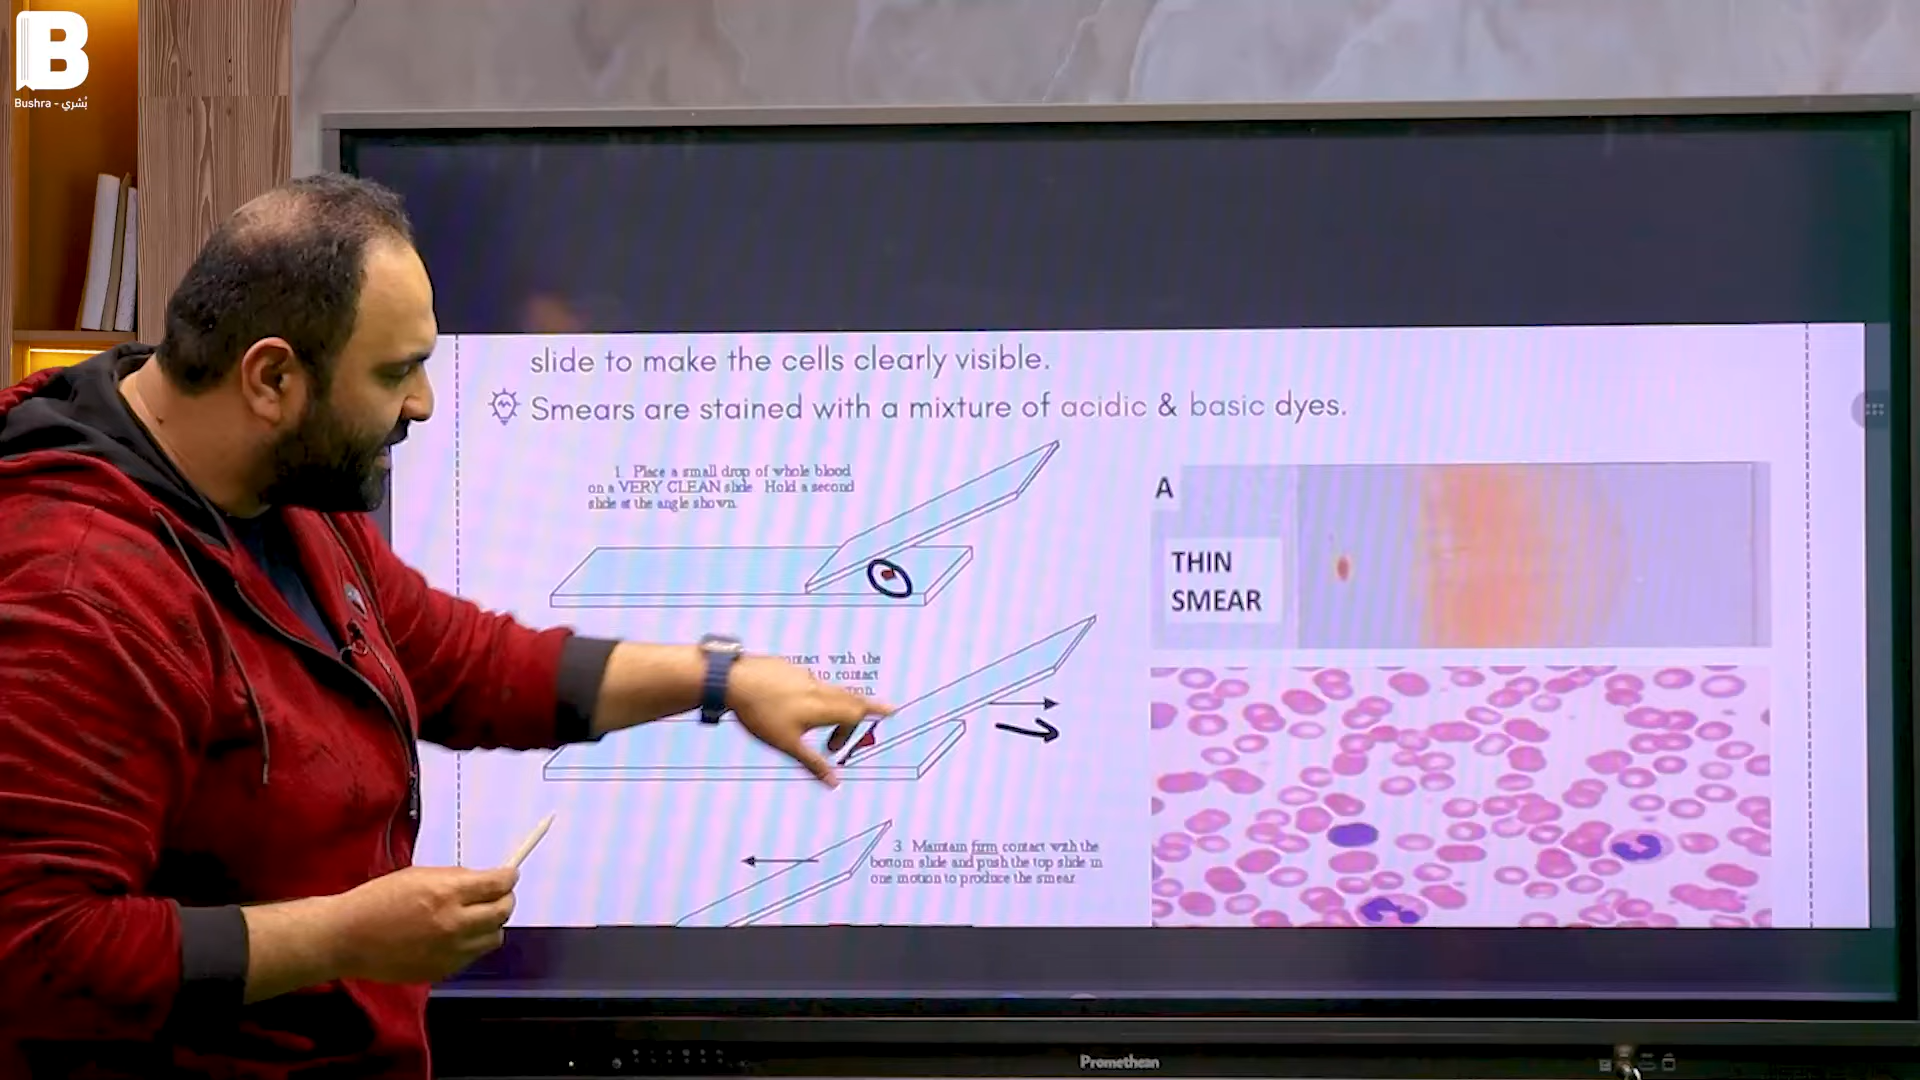 B
Bushra - بُشري
slide to make the cells clearly visible.
Smears are stained with a mixture of acidic & basic dyes.
1. Place a small drop of whole blood
on a VERY CLEAN slide. Hold a second
slide at the angle shown.
contact with the
to contact
3. Maintain firm contact with the
bottom slide and push the top slide in
one motion to produce the smear.
A
THIN
SMEAR
Promethean